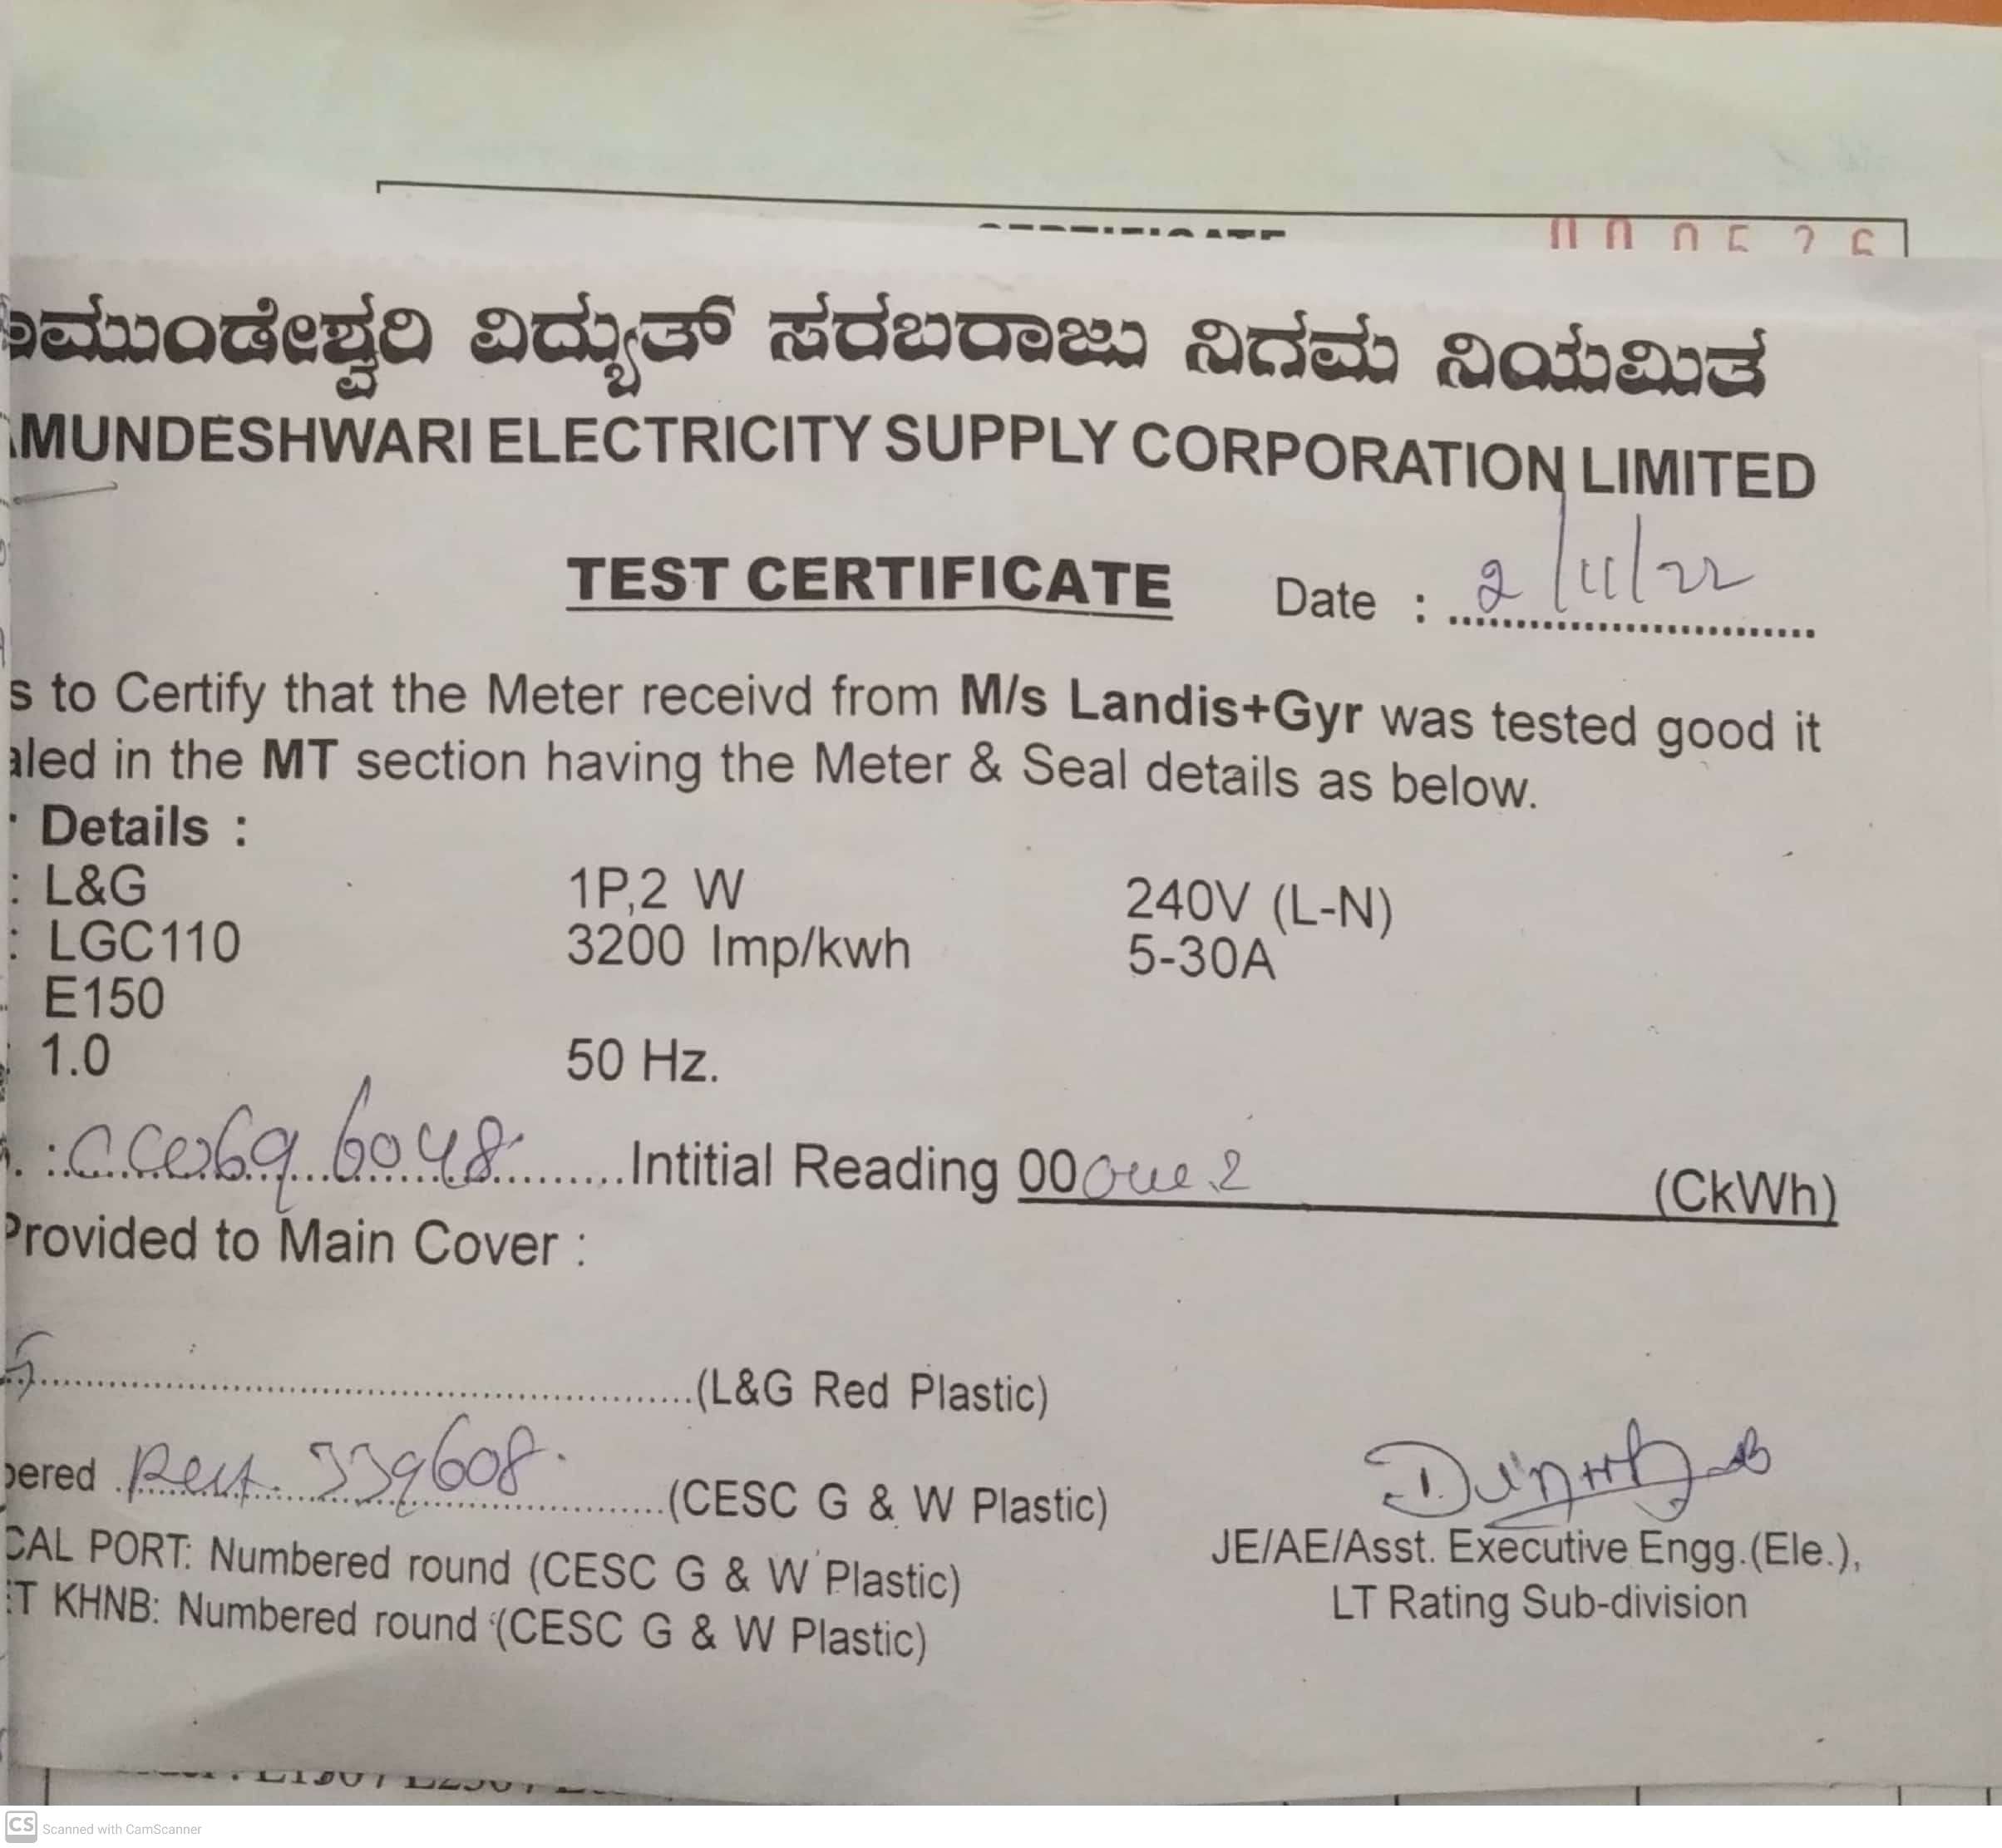 ಾಮುಂಡೇಶ್ವರಿ ವಿದ್ಯುತ್ ಸರಬರಾಜು ನಿಗಮ ನಿಯಮಿತ
MUNDESHWARI ELECTRICITY SUPPLY CORPORATION LIMITED
TEST CERTIFICATE Date : 2/11/22
s to Certify that the Meter receivd from M/s Landis+Gyr was tested good it
aled in the MT section having the Meter & Seal details as below.
Details :
: L&G 1P,2 W 240V (L-N)
: LGC110 3200 Imp/kwh 5-30A
E150
: 1.0 50 Hz.
Intitial Reading 00 (CkWh)
Provided to Main Cover :
(L&G Red Plastic)
bered 339608 (CESC G & W Plastic)
CAL PORT: Numbered round (CESC G & W Plastic)
ET KHNB: Numbered round (CESC G & W Plastic)
JE/AE/Asst. Executive Engg.(Ele.),
LT Rating Sub-division
CS Scanned with CamScanner